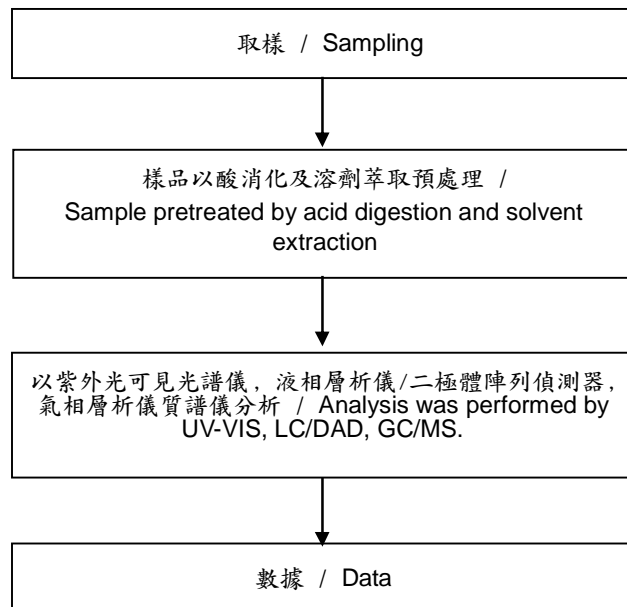 取樣 / Sampling
樣品以酸消化及溶劑萃取預處理 /
Sample pretreated by acid digestion and solvent
extraction
以紫外光可見光譜儀, 液相層析儀/二極體陣列偵測器,
氣相層析儀質譜儀分析 / Analysis was performed by
UV-VIS, LC/DAD, GC/MS.
數據 / Data